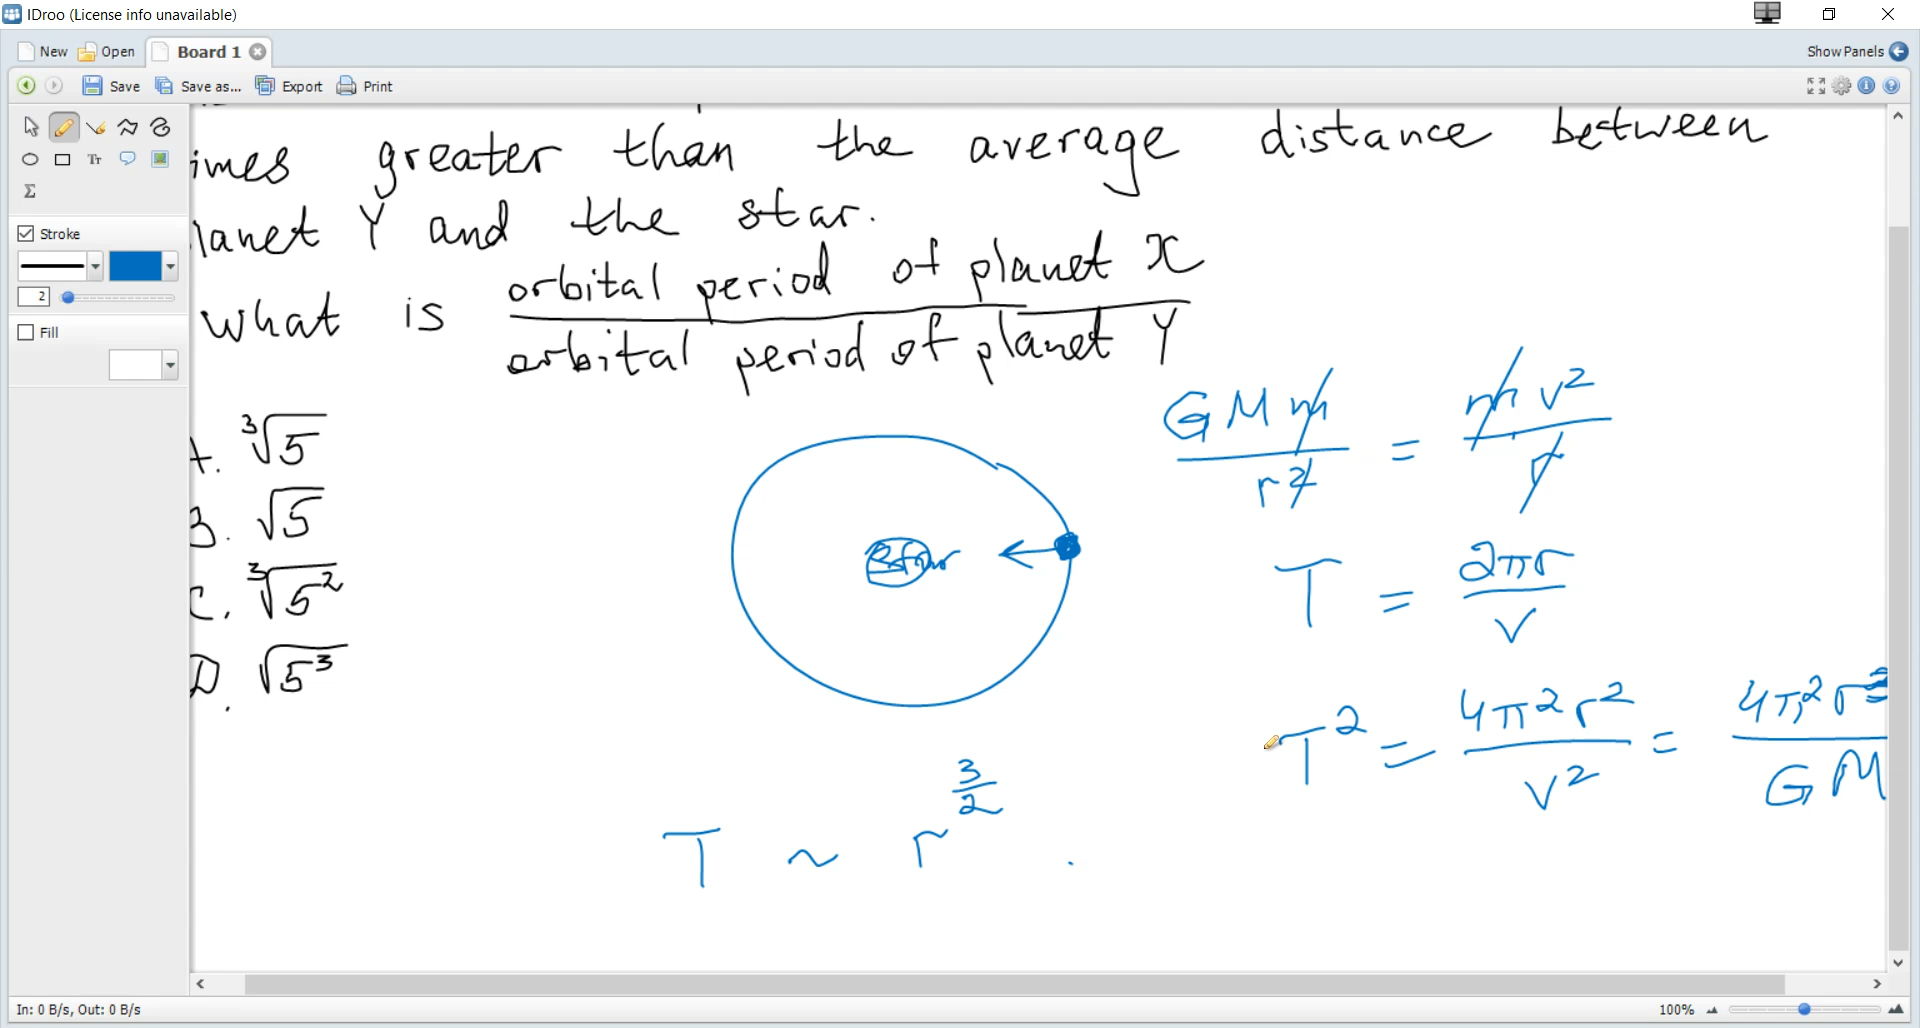 IDroo (License info unavailable)
New Open Board 1 Show Panels
Save Save as... Export Print
imes greater than the average distance between
lanet Y and the star.
What is orbital period of planet X
orbital period of planet Y
Stroke
2
Fill
A. ∛5
B. √5
C. ∛5²
D. √5³
star
GMm/r² = mv²/r
T = 2πr/v
T² = 4π²r²/v² = 4π²r³/GM
T ~ r^(3/2)
In: 0 B/s, Out: 0 B/s 100%